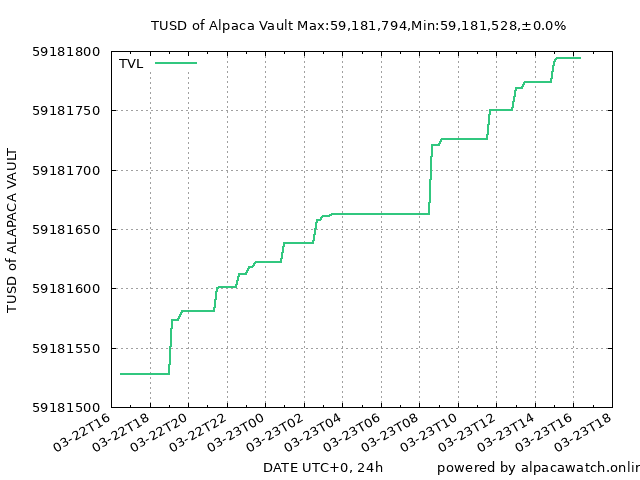 TUSD of Alpaca Vault Max:59,181,794,Min:59,181,528,±0.0%
TVL
59181800
59181750
59181700
59181650
59181600
59181550
59181500
TUSD of ALAPACA VAULT
03-22T16
03-22T18
03-22T20
03-22T22
03-23T00
03-23T02
03-23T04
03-23T06
03-23T08
03-23T10
03-23T12
03-23T14
03-23T16
03-23T18
DATE UTC+0, 24h
powered by alpacawatch.onlin